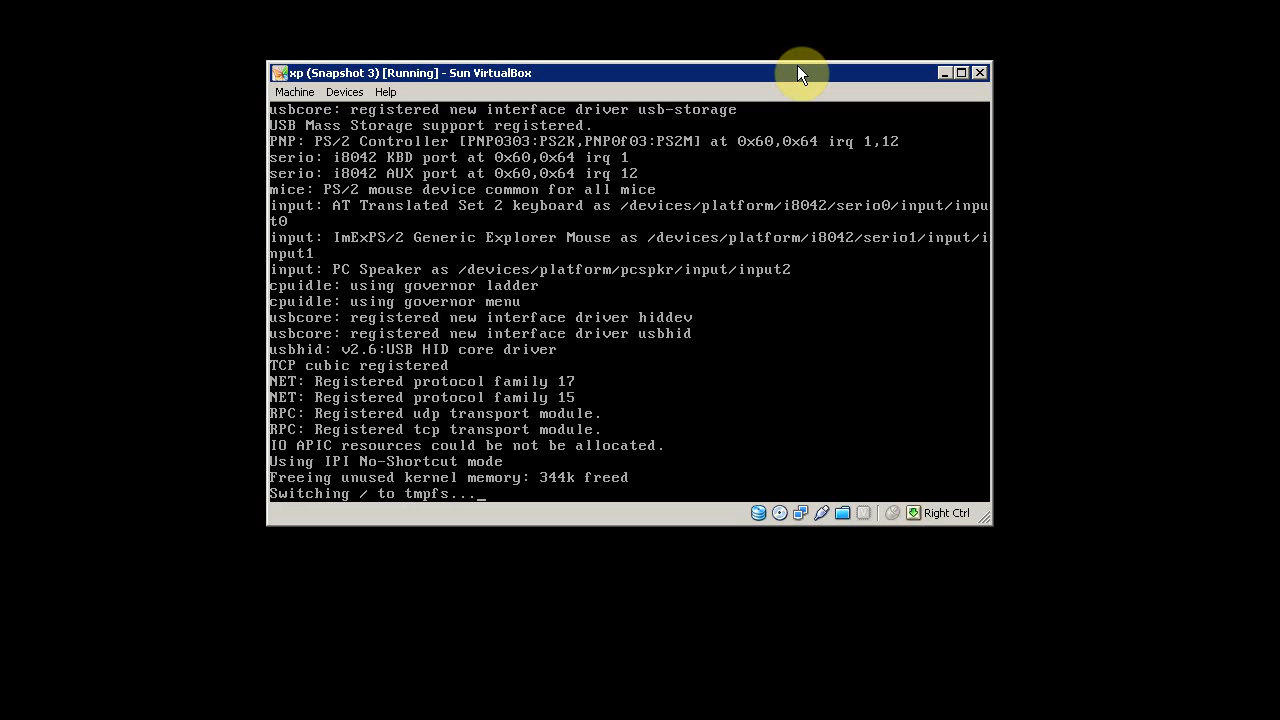 xp (Snapshot 3) [Running] - Sun VirtualBox
Machine Devices Help
usbcore: registered new interface driver usb-storage
USB Mass Storage support registered.
PNP: PS/2 Controller [PNP0303:PS2K,PNP0f03:PS2M] at 0x60,0x64 irq 1,12
serio: i8042 KBD port at 0x60,0x64 irq 1
serio: i8042 AUX port at 0x60,0x64 irq 12
mice: PS/2 mouse device common for all mice
input: AT Translated Set 2 keyboard as /devices/platform/i8042/serio0/input/inpu
t0
input: ImExPS/2 Generic Explorer Mouse as /devices/platform/i8042/serio1/input/i
nput1
input: PC Speaker as /devices/platform/pcspkr/input/input2
cpuidle: using governor ladder
cpuidle: using governor menu
usbcore: registered new interface driver hiddev
usbcore: registered new interface driver usbhid
usbhid: v2.6:USB HID core driver
TCP cubic registered
NET: Registered protocol family 17
NET: Registered protocol family 15
RPC: Registered udp transport module.
RPC: Registered tcp transport module.
IO APIC resources could be not be allocated.
Using IPI No-Shortcut mode
Freeing unused kernel memory: 344k freed
Switching / to tmpfs..._
Right Ctrl